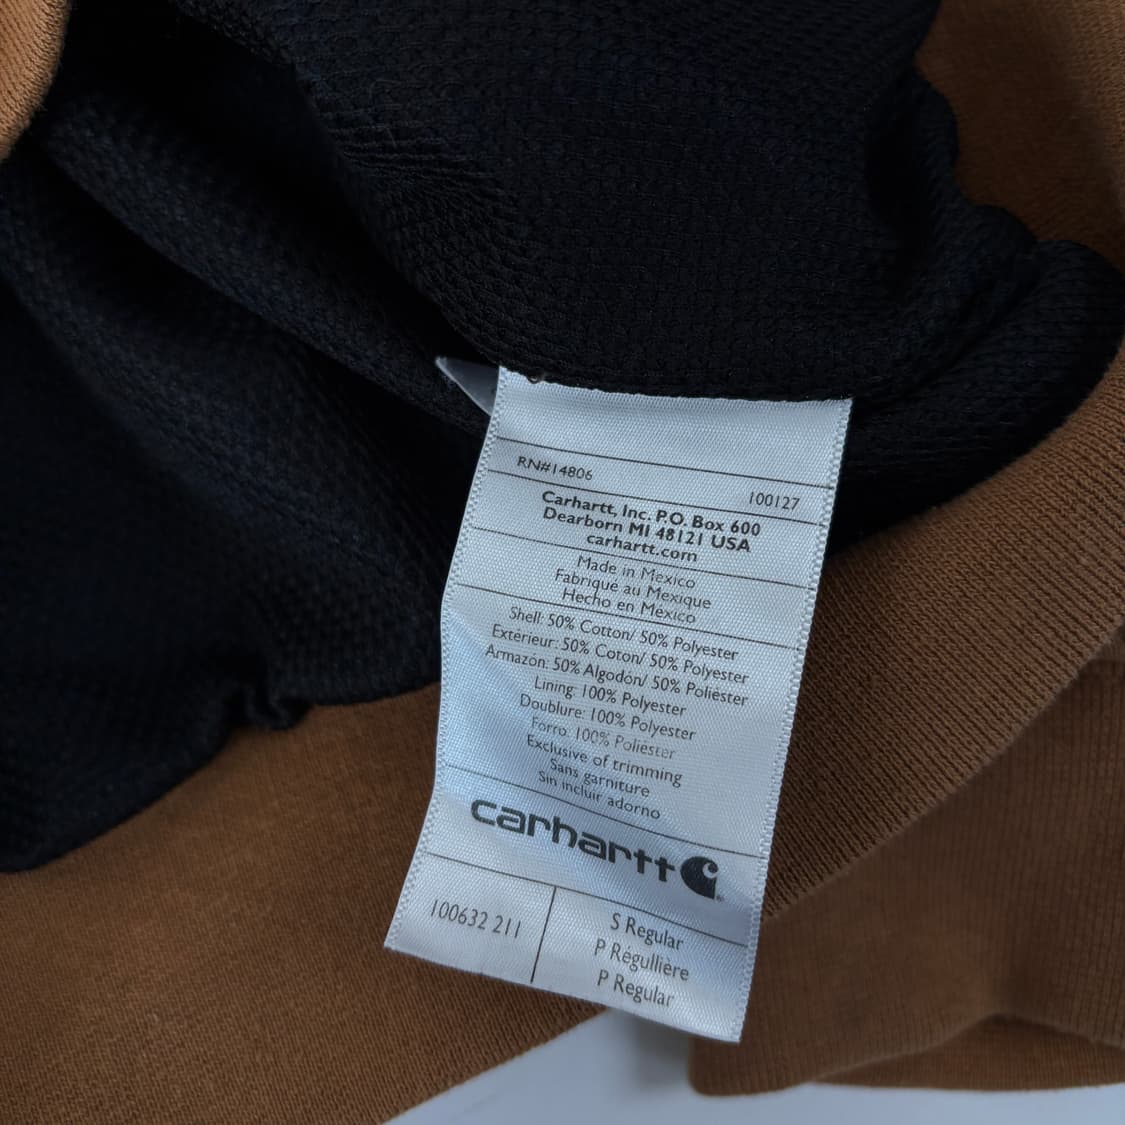 RN#14806
100127
Carhartt, Inc. P.O. Box 600
Dearborn MI 48121 USA
carhartt.com
Made in Mexico
Fabriqué au Mexique
Hecho en México
Shell: 50% Cotton/ 50% Polyester
Extérieur: 50% Coton/ 50% Polyester
Armazón: 50% Algodón/ 50% Poliéster
Lining: 100% Polyester
Doublure: 100% Polyester
Forro: 100% Poliéster
Exclusive of trimming
Sans garniture
Sin incluir adorno
carhartt
100632 211
S Regular
P Régullière
P Regular